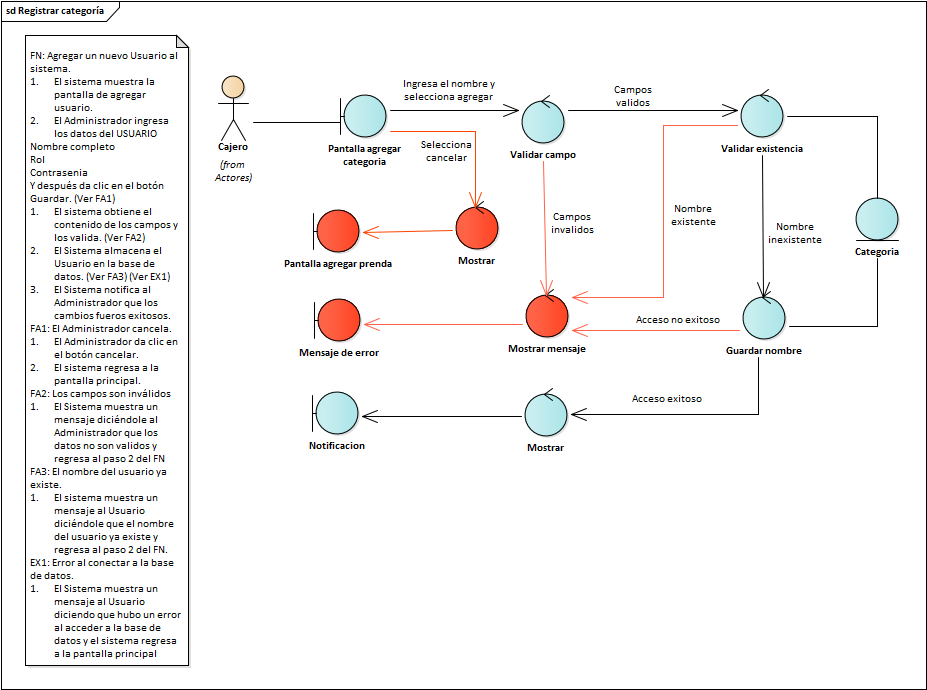 sd Registrar categoría
FN: Agregar un nuevo Usuario al
sistema.
1. El sistema muestra la
pantalla de agregar
usuario.
2. El Administrador ingresa
los datos del USUARIO
Nombre completo
Rol
Contrasenia
Y después da clic en el botón
Guardar. (Ver FA1)
1. El sistema obtiene el
contenido de los campos y
los valida. (Ver FA2)
2. El Sistema almacena el
Usuario en la base de
datos. (Ver FA3) (Ver EX1)
3. El Sistema notifica al
Administrador que los
cambios fueros exitosos.
FA1: El Administrador cancela.
1. El Administrador da clic en
el botón cancelar.
2. El sistema regresa a la
pantalla principal.
FA2: Los campos son inválidos
1. El Sistema muestra un
mensaje diciéndole al
Administrador que los
datos no son validos y
regresa al paso 2 del FN
FA3: El nombre del usuario ya
existe.
1. El sistema muestra un
mensaje al Usuario
diciéndole que el nombre
del usuario ya existe y
regresa al paso 2 del FN.
EX1: Error al conectar a la base
de datos.
1. El Sistema muestra un
mensaje al Usuario
diciendo que hubo un error
al acceder a la base de
datos y el sistema regresa
a la pantalla principal
Cajero
(from
Actores)
Pantalla agregar
categoria
Ingresa el nombre y
selecciona agregar
Validar campo
Campos
validos
Validar existencia
Selecciona
cancelar
Mostrar
Pantalla agregar prenda
Campos
invalidos
Nombre
existente
Nombre
inexistente
Categoria
Mensaje de error
Mostrar mensaje
Acceso no exitoso
Guardar nombre
Acceso exitoso
Notificacion
Mostrar